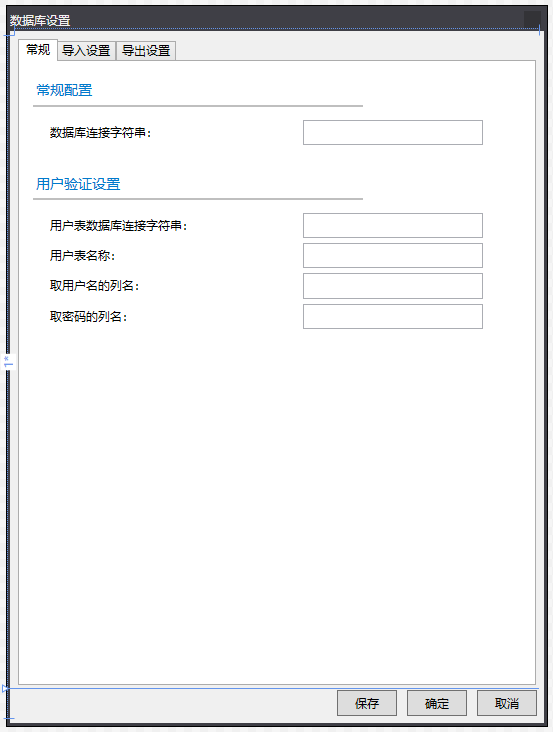 数据库设置
常规 导入设置 导出设置
常规配置
数据库连接字符串:
用户验证设置
用户表数据库连接字符串:
用户表名称:
取用户名的列名:
取密码的列名:
1*
保存 确定 取消